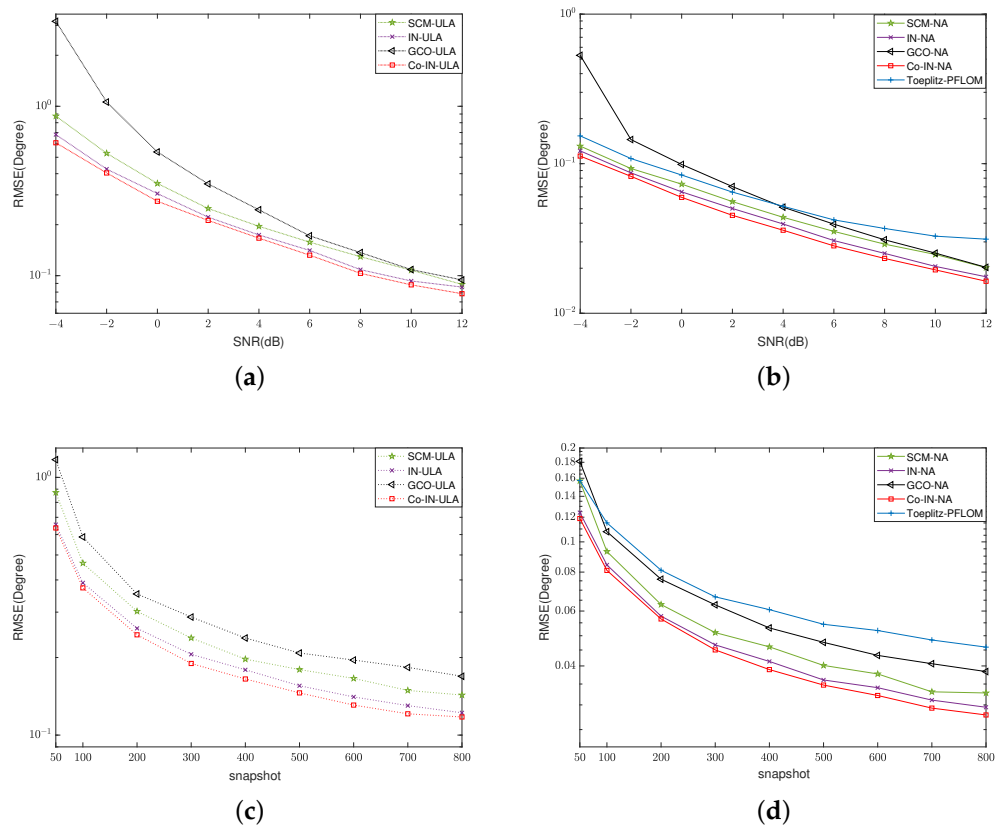 SCM-ULA
IN-ULA
GCO-ULA
Co-IN-ULA
10^0
10^-1
RMSE(Degree)
−4 −2 0 2 4 6 8 10 12
SNR(dB)
(a)
SCM-NA
IN-NA
GCO-NA
Co-IN-NA
Toeplitz-PFLOM
10^0
10^-1
10^-2
RMSE(Degree)
−4 −2 0 2 4 6 8 10 12
SNR(dB)
(b)
SCM-ULA
IN-ULA
GCO-ULA
Co-IN-ULA
10^0
10^-1
RMSE(Degree)
50 100 200 300 400 500 600 700 800
snapshot
(c)
SCM-NA
IN-NA
GCO-NA
Co-IN-NA
Toeplitz-PFLOM
0.2
0.18
0.16
0.14
0.12
0.1
0.08
0.06
0.04
RMSE(Degree)
50 100 200 300 400 500 600 700 800
snapshot
(d)